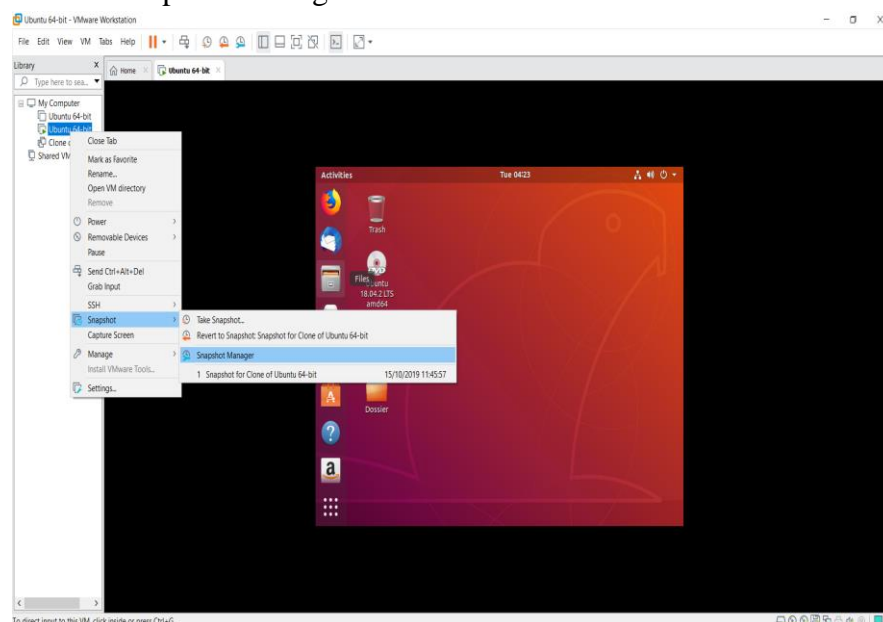 Ubuntu 64-bit - VMware Workstation
File Edit View VM Tabs Help
Library X
Home X Ubuntu 64-bit X
Type here to sea...
My Computer
Ubuntu 64-bit
Ubuntu 64-bit
Clone
Shared VM
Close Tab
Mark as Favorite
Rename...
Open VM directory
Remove
Power
Removable Devices
Pause
Send Ctrl+Alt+Del
Grab Input
SSH
Snapshot
Capture Screen
Manage
Install VMware Tools...
Settings...
Take Snapshot...
Revert to Snapshot: Snapshot for Clone of Ubuntu 64-bit
Snapshot Manager
1 Snapshot for Clone of Ubuntu 64-bit 15/10/2019 11:45:57
Activities Tue 04:23
Trash
Files
18.04.2 LTS
amd64
Dossier
To direct input to this VM, click inside or press Ctrl+G.